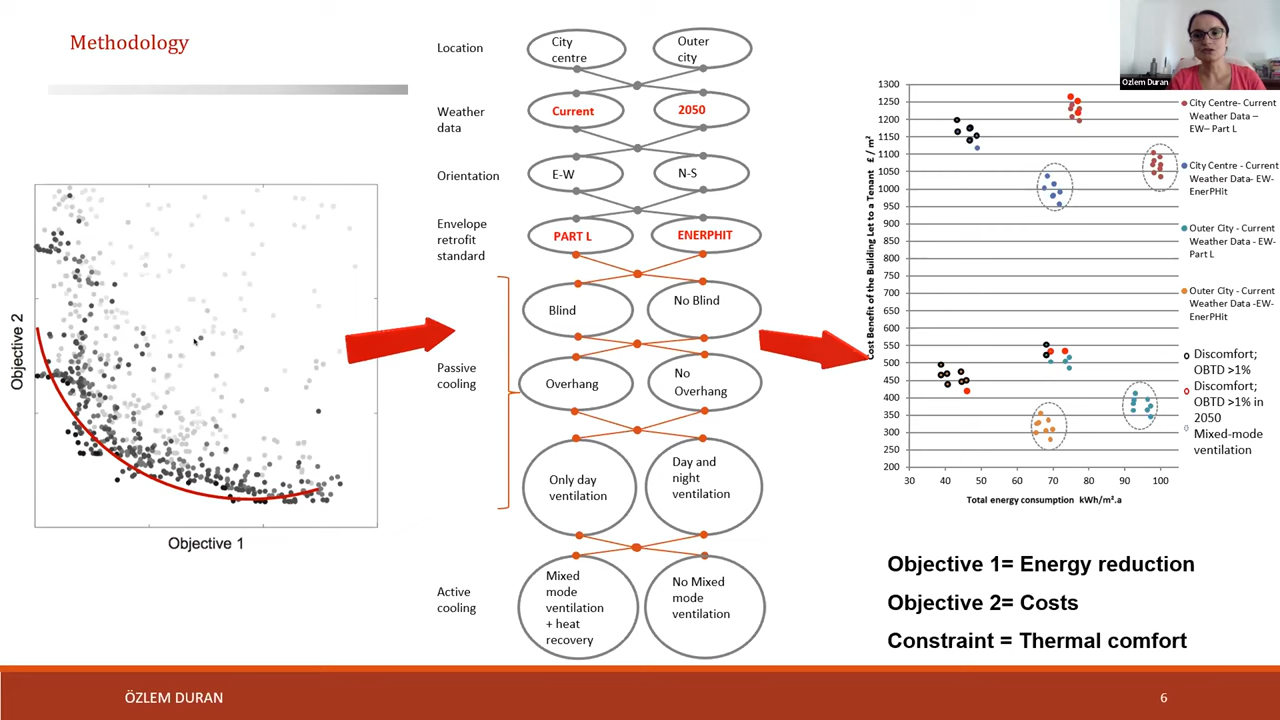 Methodology
Objective 2
Objective 1
Location
City
centre
Outer
city
Weather
data
Current
2050
Orientation
E-W
N-S
Envelope
retrofit
standard
PART L
ENERPHIT
Blind
No Blind
Passive
cooling
Overhang
No
Overhang
Only day
ventilation
Day and
night
ventilation
Active
cooling
Mixed
mode
ventilation
+ heat
recovery
No Mixed
mode
ventilation
Ozlem Duran
Cost Benefit of the Building Let to a Tenant £ / m²
1300
1250
1200
1150
1100
1050
1000
950
900
850
800
750
700
650
600
550
500
450
400
350
300
250
200
30 40 50 60 70 80 90 100
Total energy consumption kWh/m².a
City Centre- Current
Weather Data –
EW– Part L
City Centre - Current
Weather Data- EW-
EnerPHit
Outer City - Current
Weather Data - EW-
Part L
Outer City - Current
Weather Data -EW-
EnerPHit
Discomfort;
OBTD >1%
Discomfort;
OBTD >1% in
2050
Mixed-mode
ventilation
Objective 1= Energy reduction
Objective 2= Costs
Constraint = Thermal comfort
ÖZLEM DURAN
6